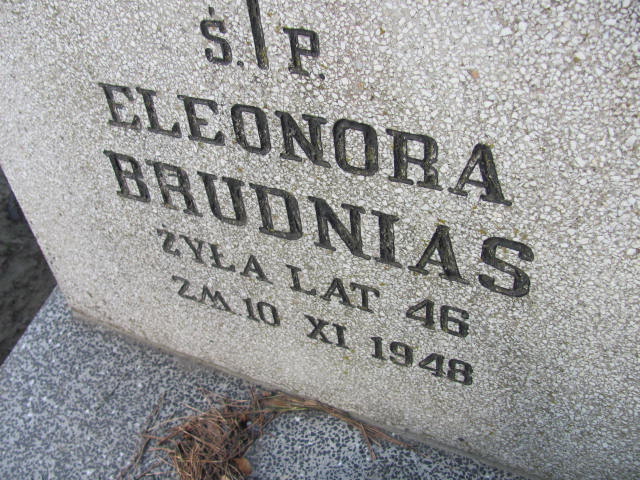 Ś. P.
ELEONORA
BRUDNIAS
ŻYŁA LAT 46
ZM 10 XI 1948